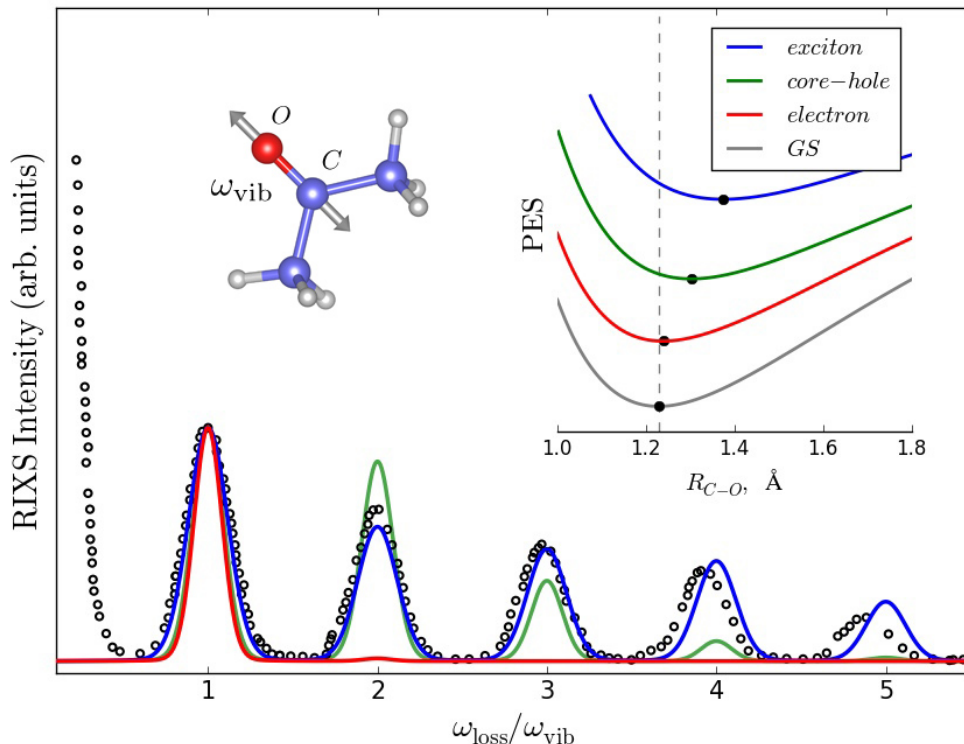 exciton
core-hole
electron
GS
O
C
ω_vib
PES
1.0 1.2 1.4 1.6 1.8
R_C−O, Å
RIXS Intensity (arb. units)
1 2 3 4 5
ω_loss/ω_vib